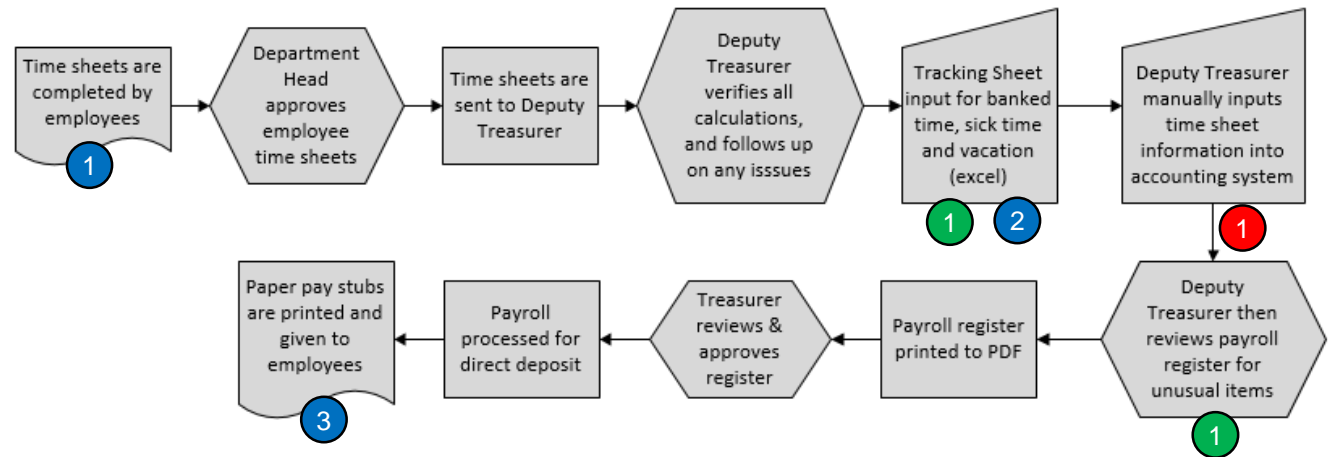 Time sheets are
completed by
employees
1
Department
Head
approves
employee
time sheets
Time sheets are
sent to Deputy
Treasurer
Deputy
Treasurer
verifies all
calculations,
and follows up
on any isssues
Tracking Sheet
input for banked
time, sick time
and vacation
(excel)
1
2
Deputy Treasurer
manually inputs
time sheet
information into
accounting system
1
Deputy
Treasurer then
reviews payroll
register for
unusual items
1
Payroll register
printed to PDF
Treasurer
reviews &
approves
register
Payroll
processed for
direct deposit
Paper pay stubs
are printed and
given to
employees
3